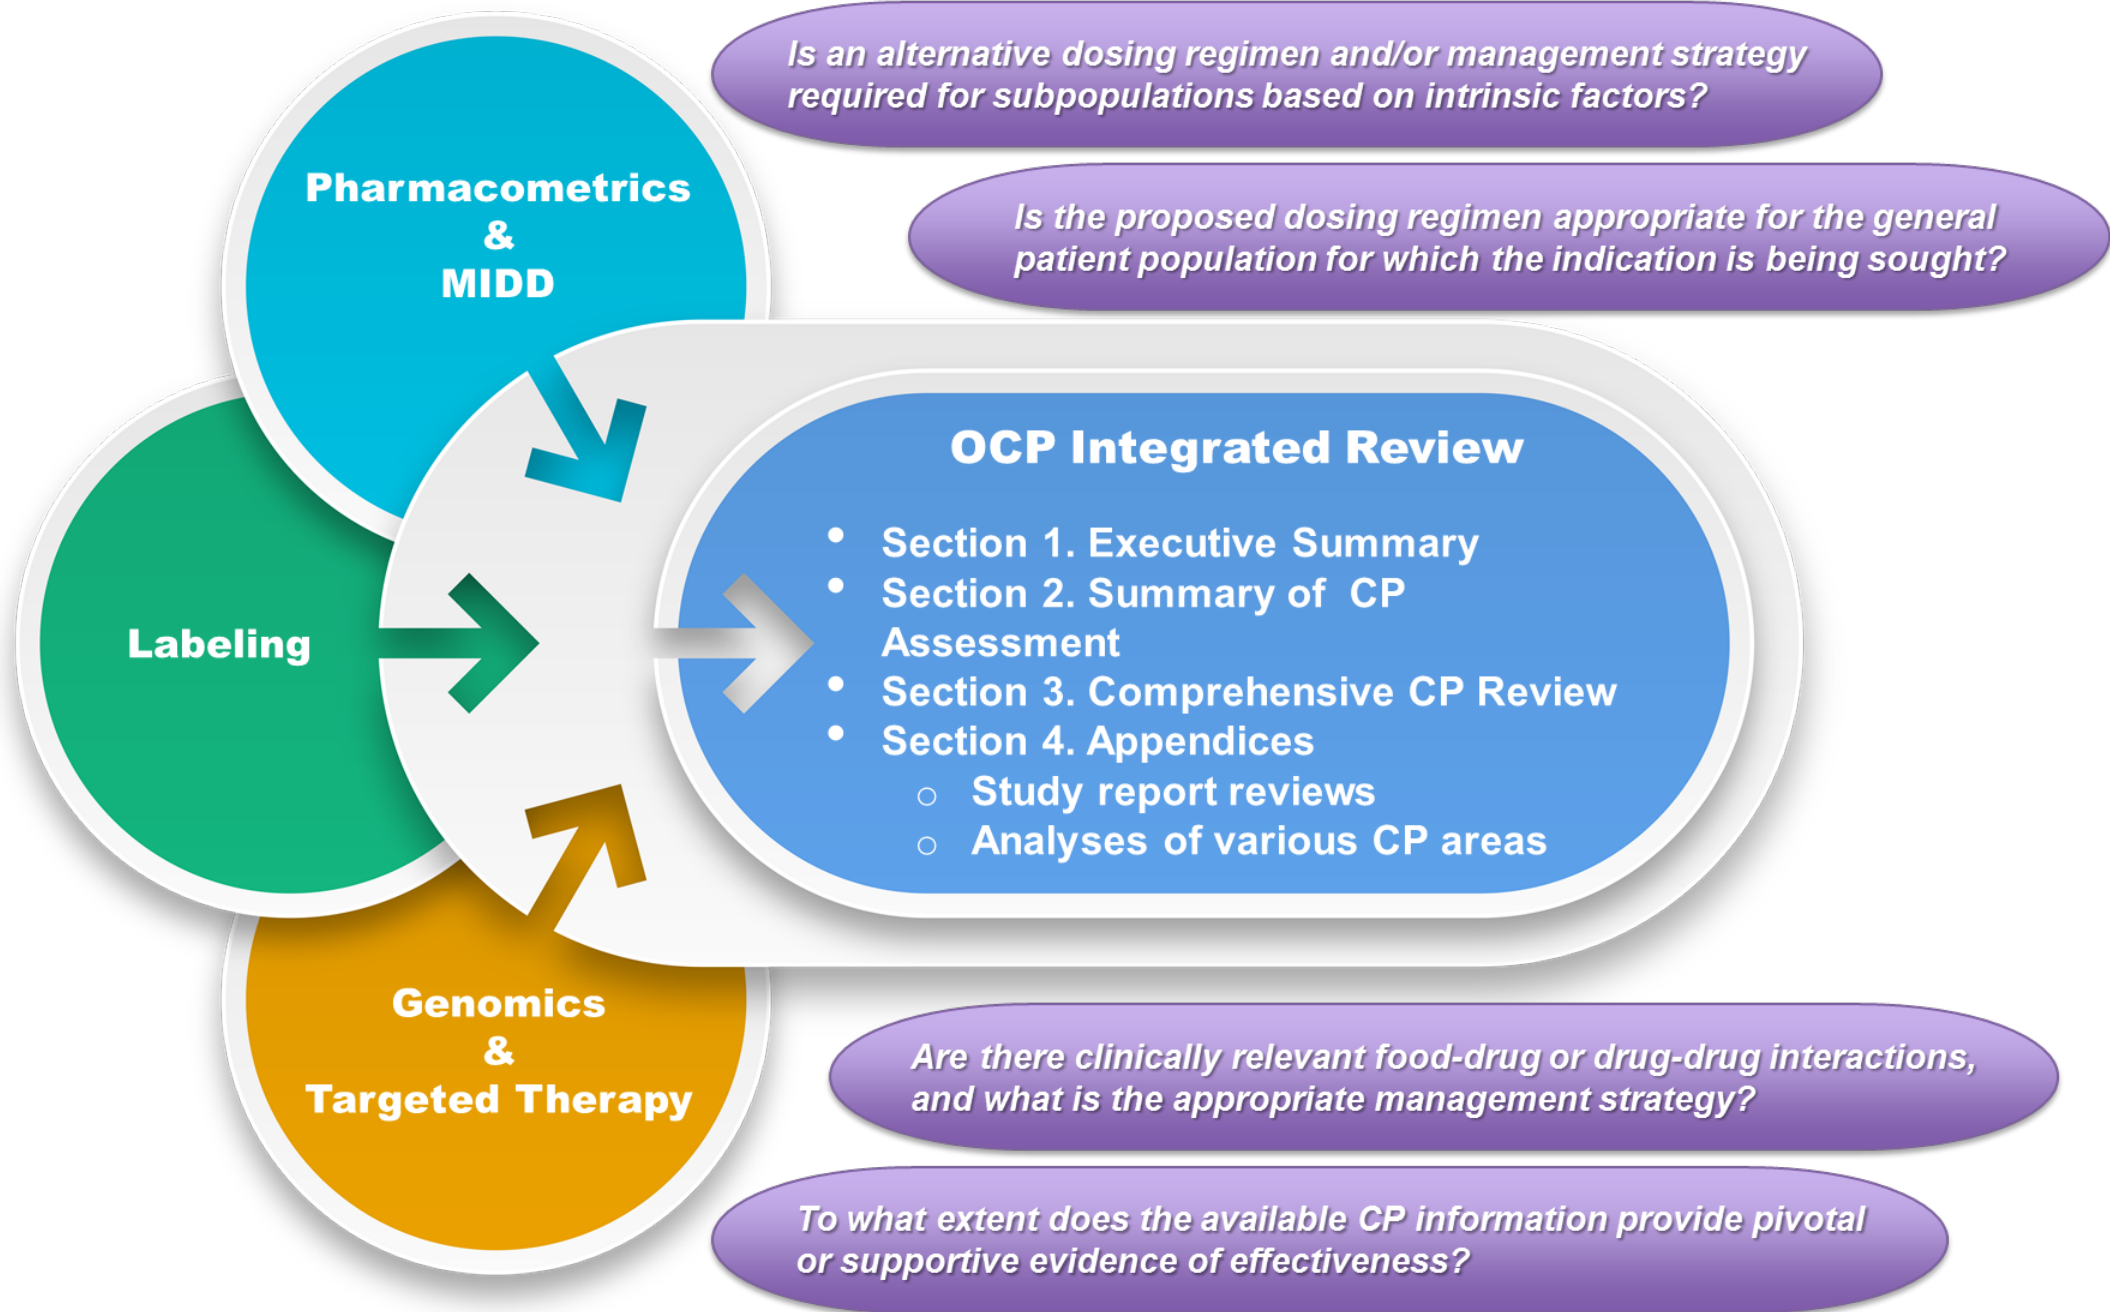 Is an alternative dosing regimen and/or management strategy
required for subpopulations based on intrinsic factors?
Is the proposed dosing regimen appropriate for the general
patient population for which the indication is being sought?
Pharmacometrics
&
MIDD
Labeling
Genomics
&
Targeted Therapy
OCP Integrated Review
• Section 1. Executive Summary
• Section 2. Summary of CP
Assessment
• Section 3. Comprehensive CP Review
• Section 4. Appendices
o Study report reviews
o Analyses of various CP areas
Are there clinically relevant food-drug or drug-drug interactions,
and what is the appropriate management strategy?
To what extent does the available CP information provide pivotal
or supportive evidence of effectiveness?